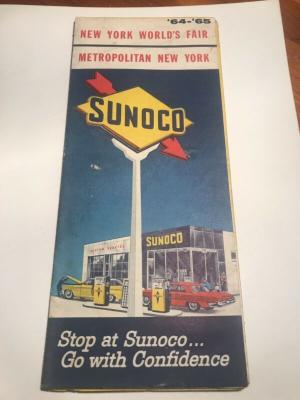 '64-'65
NEW YORK WORLD'S FAIR
METROPOLITAN NEW YORK
SUNOCO
SUNOCO
Stop at Sunoco...
Go with Confidence